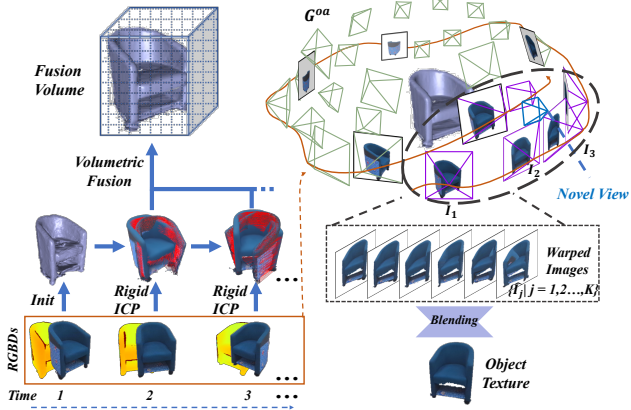 Fusion
Volume
Volumetric
Fusion
Init
Rigid
ICP
Rigid
ICP
...
RGBDs
...
Time 1 2 3 ...
G^{oa}
I_1
I_2
I_3
Novel View
Warped
Images
{I_j| j = 1,2…,K}
Blending
Object
Texture